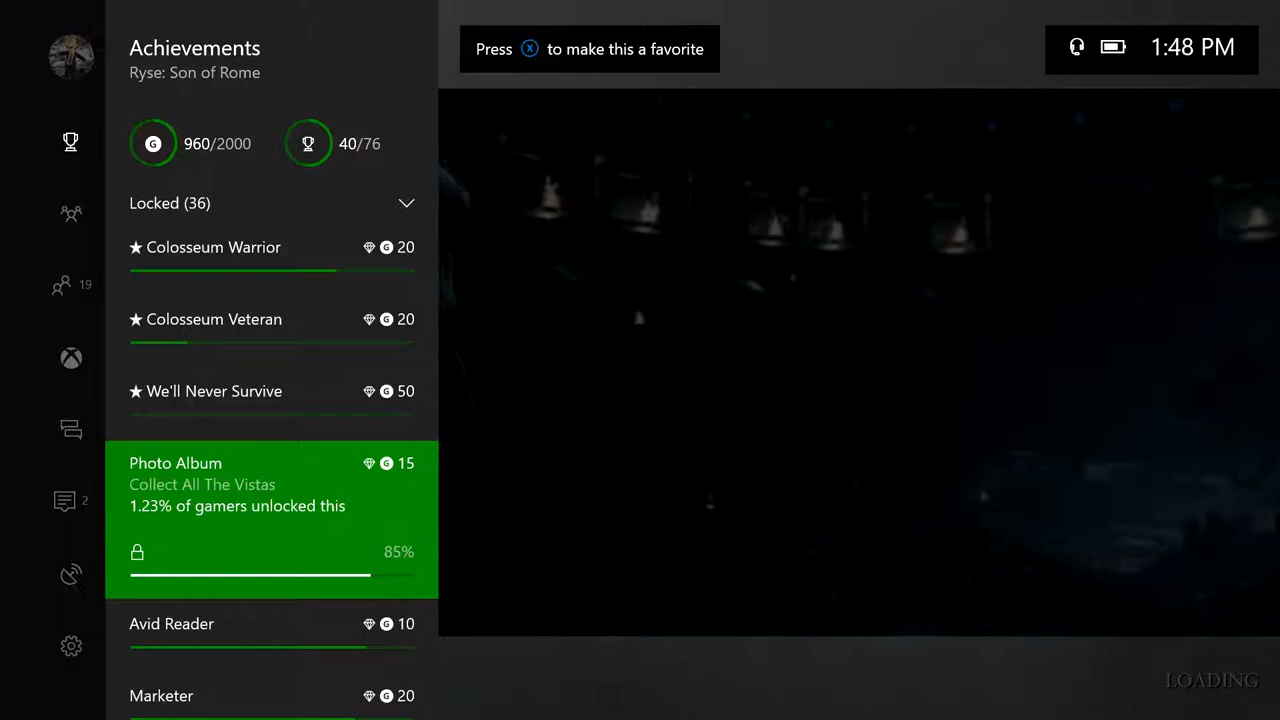 Achievements
Ryse: Son of Rome
G 960/2000 40/76
Locked (36)
★ Colosseum Warrior G 20
★ Colosseum Veteran G 20
★ We'll Never Survive G 50
Photo Album G 15
Collect All The Vistas
1.23% of gamers unlocked this
85%
Avid Reader G 10
Marketer G 20
19
2
Press X to make this a favorite
1:48 PM
LOADING